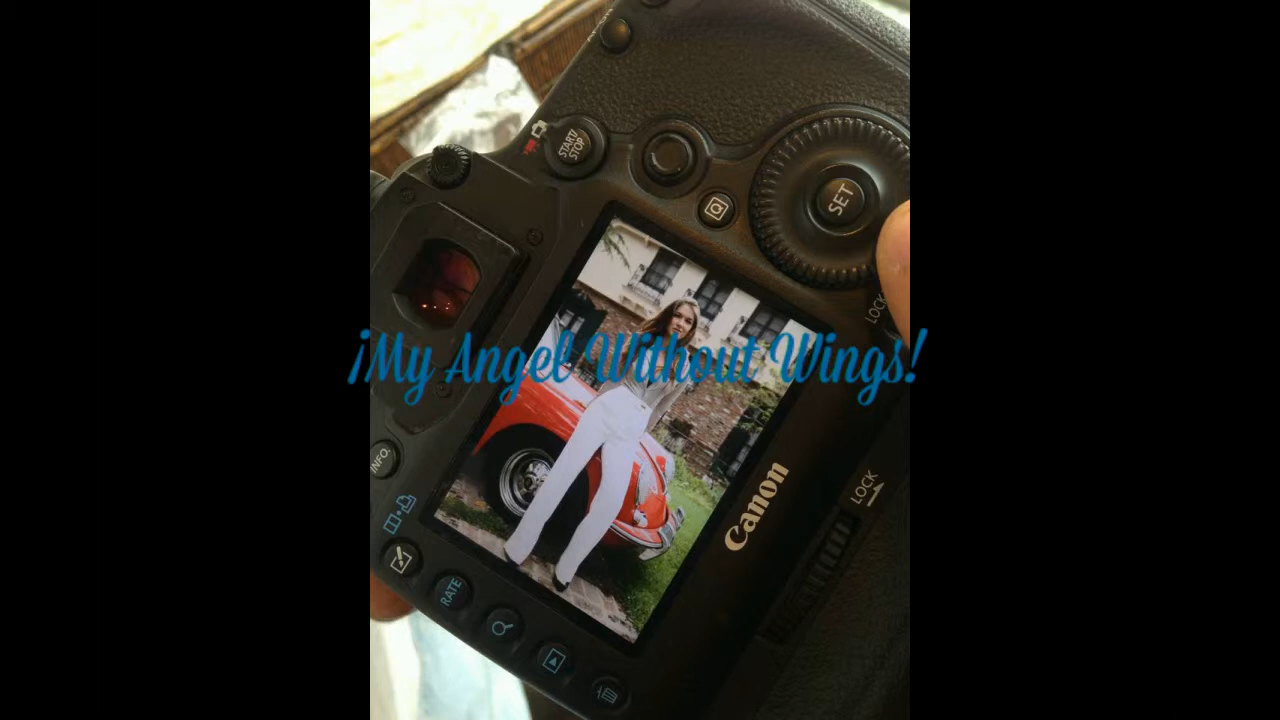 START/
STOP
Q
SET
LOCK
¡My Angel Without Wings!
INFO.
Canon
LOCK
RATE